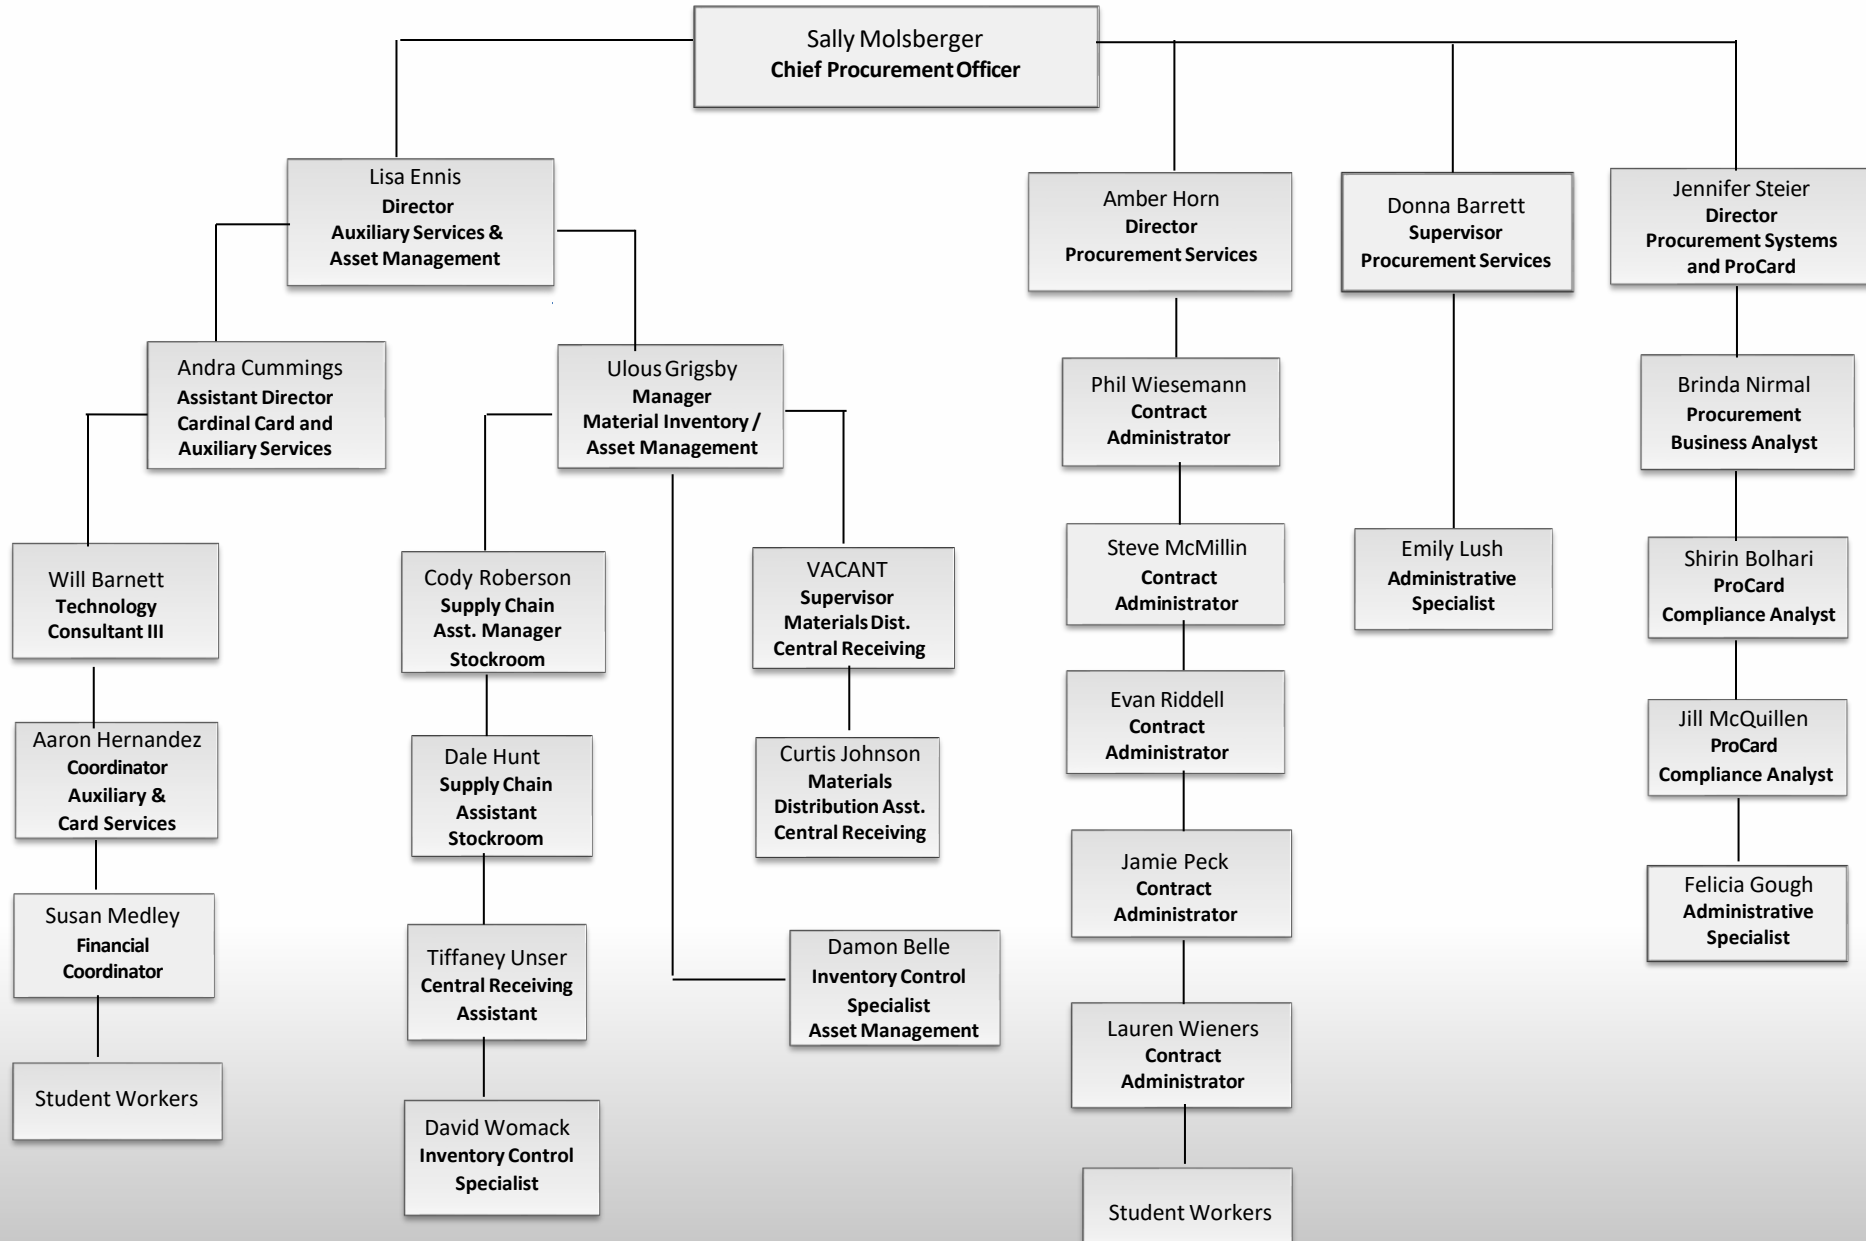 Sally Molsberger
Chief Procurement Officer
Lisa Ennis
Director
Auxiliary Services &
Asset Management
Amber Horn
Director
Procurement Services
Donna Barrett
Supervisor
Procurement Services
Jennifer Steier
Director
Procurement Systems
and ProCard
Andra Cummings
Assistant Director
Cardinal Card and
Auxiliary Services
Ulous Grigsby
Manager
Material Inventory /
Asset Management
Phil Wiesemann
Contract
Administrator
Brinda Nirmal
Procurement
Business Analyst
Will Barnett
Technology
Consultant III
Cody Roberson
Supply Chain
Asst. Manager
Stockroom
VACANT
Supervisor
Materials Dist.
Central Receiving
Steve McMillin
Contract
Administrator
Emily Lush
Administrative
Specialist
Shirin Bolhari
ProCard
Compliance Analyst
Aaron Hernandez
Coordinator
Auxiliary &
Card Services
Dale Hunt
Supply Chain
Assistant
Stockroom
Curtis Johnson
Materials
Distribution Asst.
Central Receiving
Evan Riddell
Contract
Administrator
Jill McQuillen
ProCard
Compliance Analyst
Susan Medley
Financial
Coordinator
Tiffaney Unser
Central Receiving
Assistant
Damon Belle
Inventory Control
Specialist
Asset Management
Jamie Peck
Contract
Administrator
Felicia Gough
Administrative
Specialist
Student Workers
David Womack
Inventory Control
Specialist
Lauren Wieners
Contract
Administrator
Student Workers